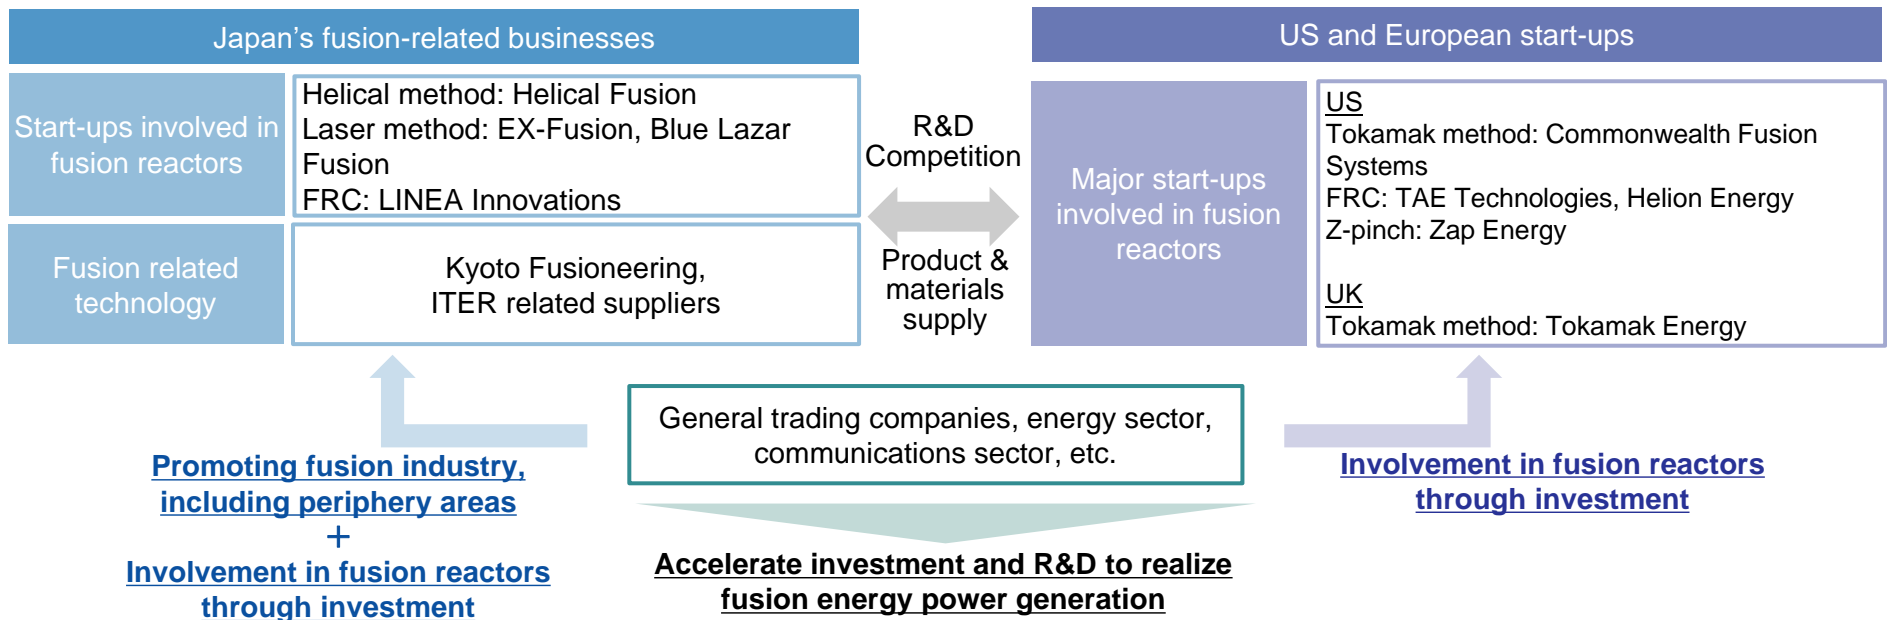 Japan's fusion-related businesses
Start-ups involved in
fusion reactors
Helical method: Helical Fusion
Laser method: EX-Fusion, Blue Lazar
Fusion
FRC: LINEA Innovations
Fusion related
technology
Kyoto Fusioneering,
ITER related suppliers
R&D
Competition
Product &
materials
supply
US and European start-ups
Major start-ups
involved in fusion
reactors
US
Tokamak method: Commonwealth Fusion
Systems
FRC: TAE Technologies, Helion Energy
Z-pinch: Zap Energy
UK
Tokamak method: Tokamak Energy
General trading companies, energy sector,
communications sector, etc.
Promoting fusion industry,
including periphery areas
+
Involvement in fusion reactors
through investment
Accelerate investment and R&D to realize
fusion energy power generation
Involvement in fusion reactors
through investment